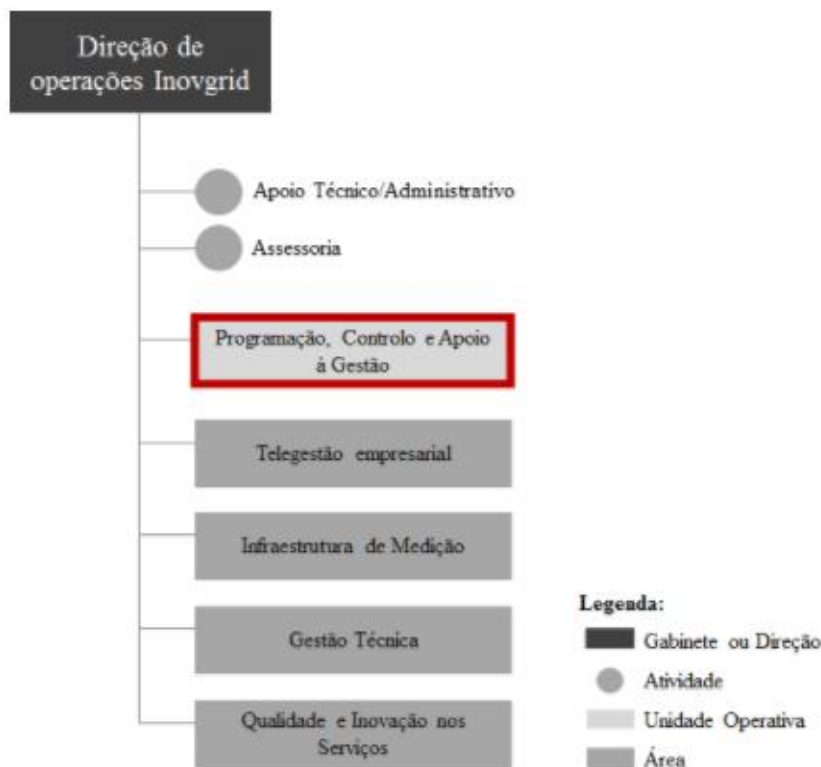 Direção de
operações Inovgrid
Apoio Técnico/Administrativo
Assessoria
Programação, Controlo e Apoio
à Gestão
Telegestão empresarial
Infraestrutura de Medição
Gestão Técnica
Qualidade e Inovação nos
Serviços
Legenda:
Gabinete ou Direção
Atividade
Unidade Operativa
Área